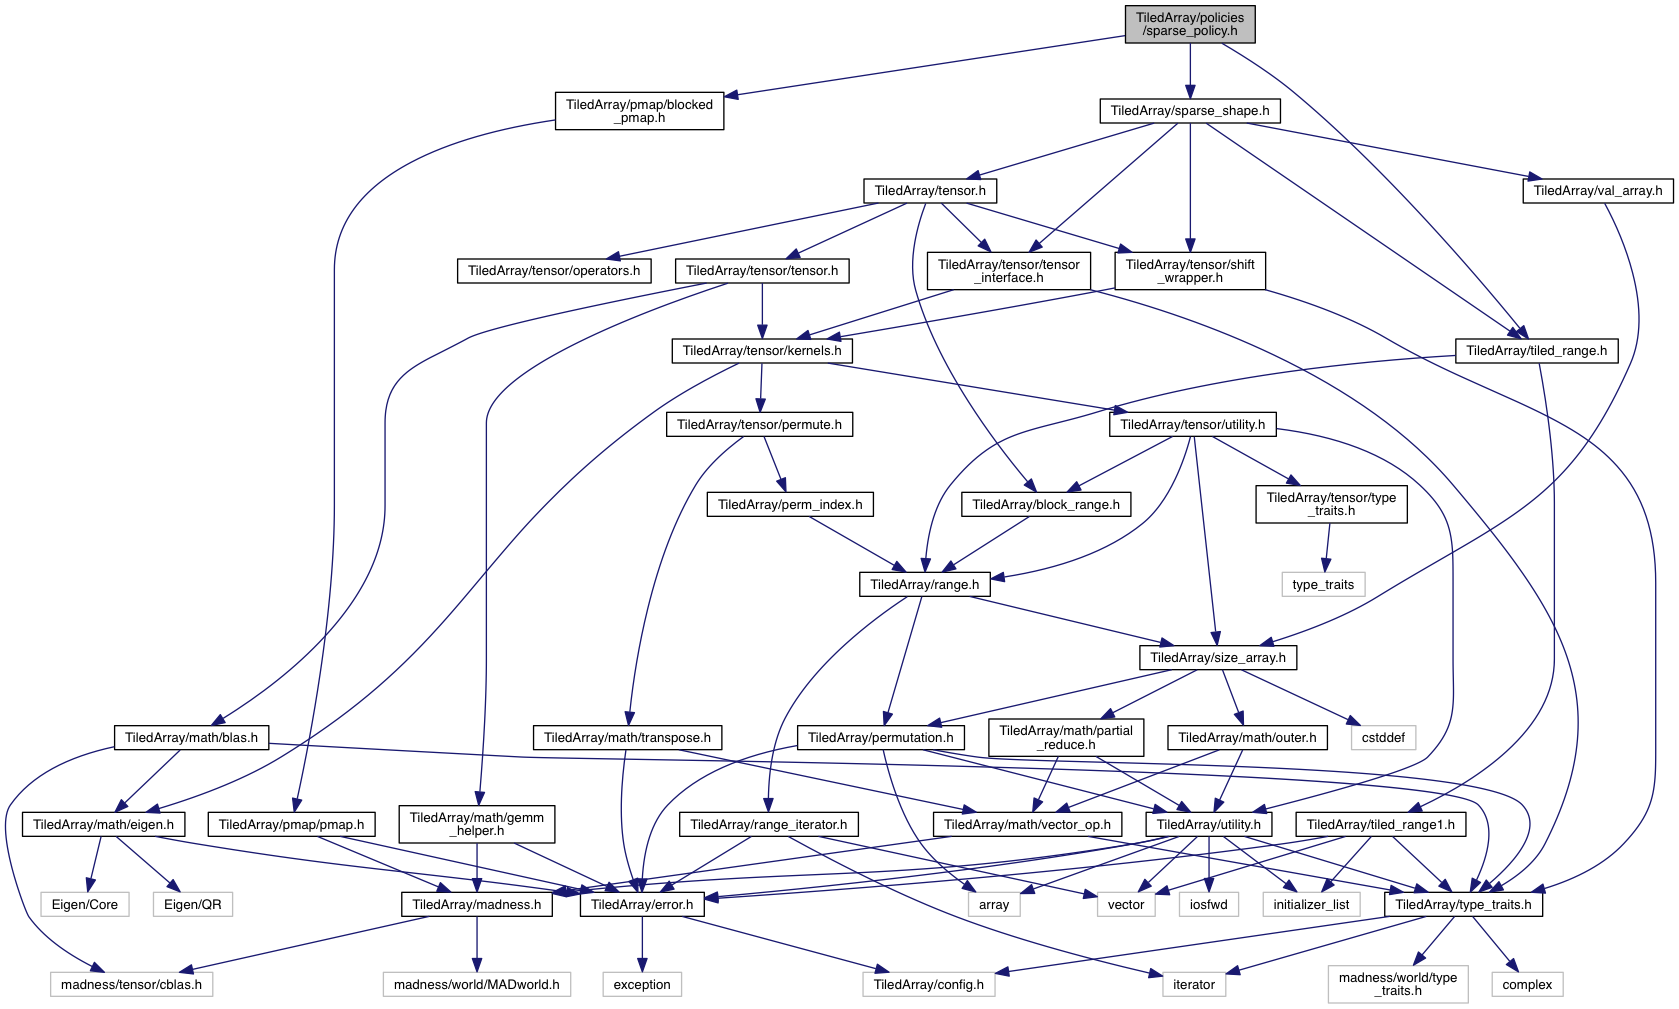 TiledArray/policies
/sparse_policy.h
TiledArray/pmap/blocked
_pmap.h
TiledArray/sparse_shape.h
TiledArray/tensor.h
TiledArray/val_array.h
TiledArray/tensor/operators.h
TiledArray/tensor/tensor.h
TiledArray/tensor/tensor
_interface.h
TiledArray/tensor/shift
_wrapper.h
TiledArray/tensor/kernels.h
TiledArray/tiled_range.h
TiledArray/tensor/permute.h
TiledArray/tensor/utility.h
TiledArray/perm_index.h
TiledArray/block_range.h
TiledArray/tensor/type
_traits.h
TiledArray/range.h
type_traits
TiledArray/size_array.h
TiledArray/math/blas.h
TiledArray/math/transpose.h
TiledArray/permutation.h
TiledArray/math/partial
_reduce.h
TiledArray/math/outer.h
cstddef
TiledArray/math/eigen.h
TiledArray/pmap/pmap.h
TiledArray/math/gemm
_helper.h
TiledArray/range_iterator.h
TiledArray/math/vector_op.h
TiledArray/utility.h
TiledArray/tiled_range1.h
Eigen/Core
Eigen/QR
TiledArray/madness.h
TiledArray/error.h
array
vector
iosfwd
initializer_list
TiledArray/type_traits.h
madness/tensor/cblas.h
madness/world/MADworld.h
exception
TiledArray/config.h
iterator
madness/world/type
_traits.h
complex